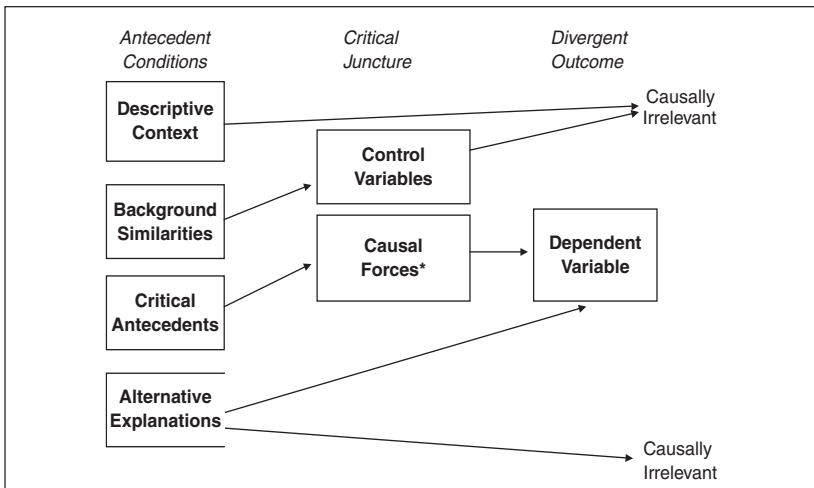 Antecedent
Conditions
Critical
Juncture
Divergent
Outcome
Descriptive
Context
Causally
Irrelevant
Control
Variables
Background
Similarities
Causal
Forces*
Dependent
Variable
Critical
Antecedents
Alternative
Explanations
Causally
Irrelevant